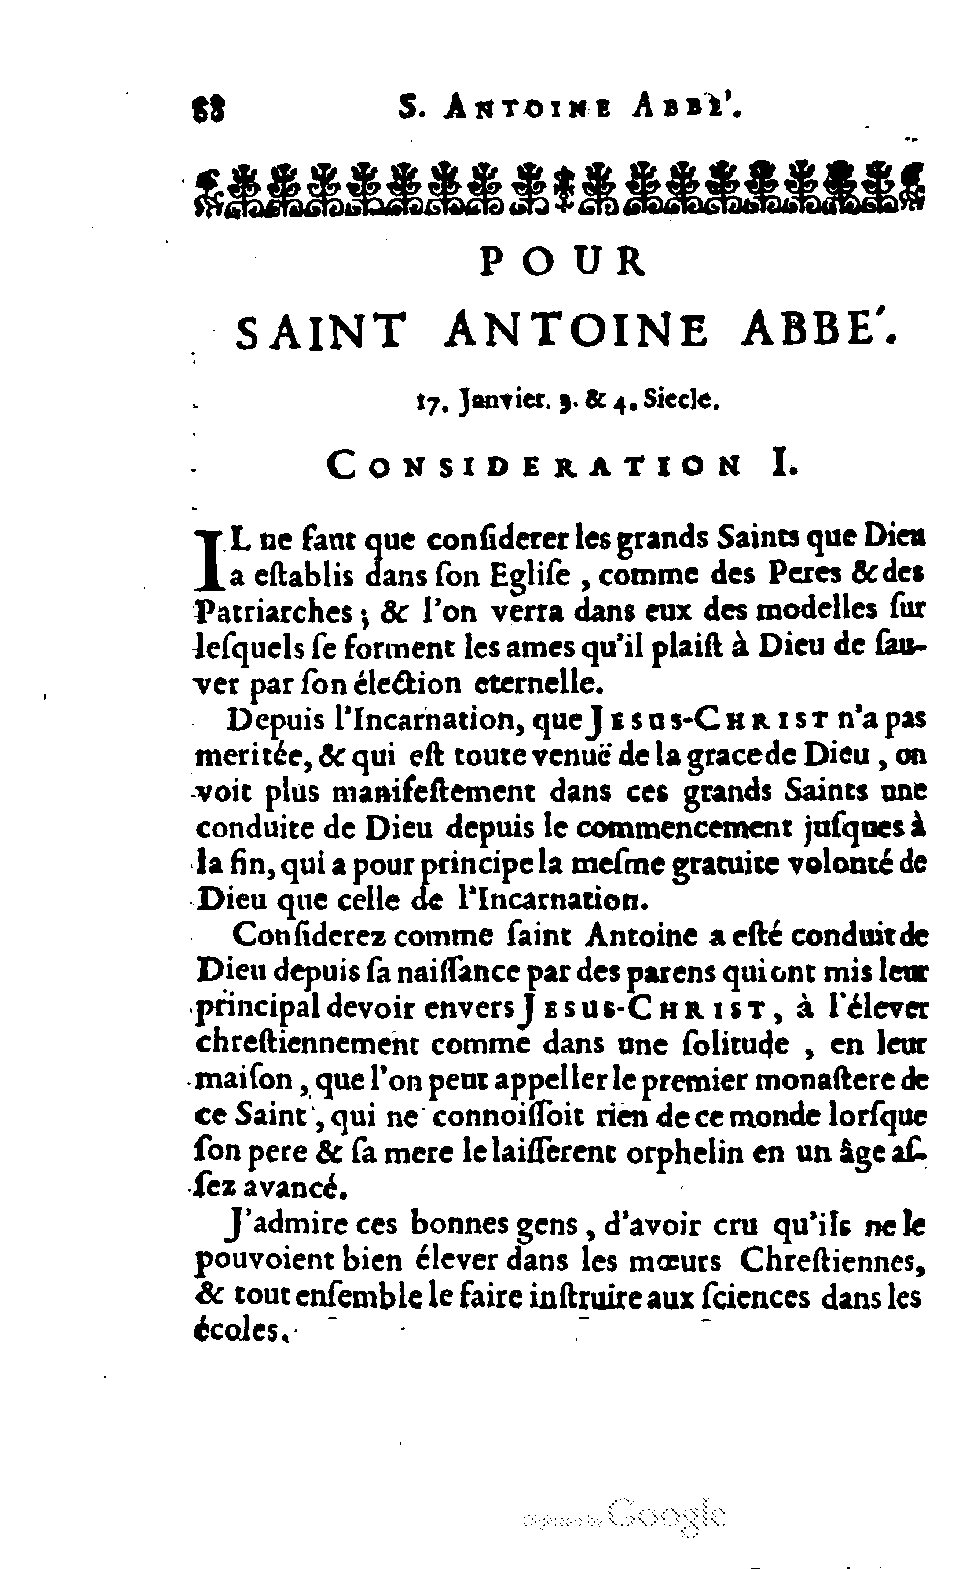 88 S. ANTOINE ABBE'.
POUR
SAINT ANTOINE ABBE'.
17. Janvier. 3. & 4. Siecle.
CONSIDERATION I.
IL ne faut que conſiderer les grands Saints que Dieu
a eſtablis dans ſon Egliſe, comme des Peres & des
Patriarches; & l'on verra dans eux des modelles ſur
leſquels ſe forment les ames qu'il plaiſt à Dieu de ſau-
ver par ſon élection eternelle.
Depuis l'Incarnation, que JESUS-CHRIST n'a pas
meritée, & qui eſt toute venuë de la grace de Dieu, on
voit plus manifeſtement dans ces grands Saints une
conduite de Dieu depuis le commencement juſques à
la fin, qui a pour principe la meſme gratuite volonté de
Dieu que celle de l'Incarnation.
Conſiderez comme ſaint Antoine a eſté conduit de
Dieu depuis ſa naiſſance par des parens qui ont mis leur
principal devoir envers JESUS-CHRIST, à l'élever
chreſtiennement comme dans une ſolitude, en leur
maiſon, que l'on peut appeller le premier monaſtere de
ce Saint, qui ne connoiſſoit rien de ce monde lorſque
ſon pere & ſa mere le laiſſerent orphelin en un âge aſ-
ſez avancé.
J'admire ces bonnes gens, d'avoir cru qu'ils ne le
pouvoient bien élever dans les mœurs Chreſtiennes,
& tout enſemble le faire inſtruire aux ſciences dans les
écoles.
Digitized by Google